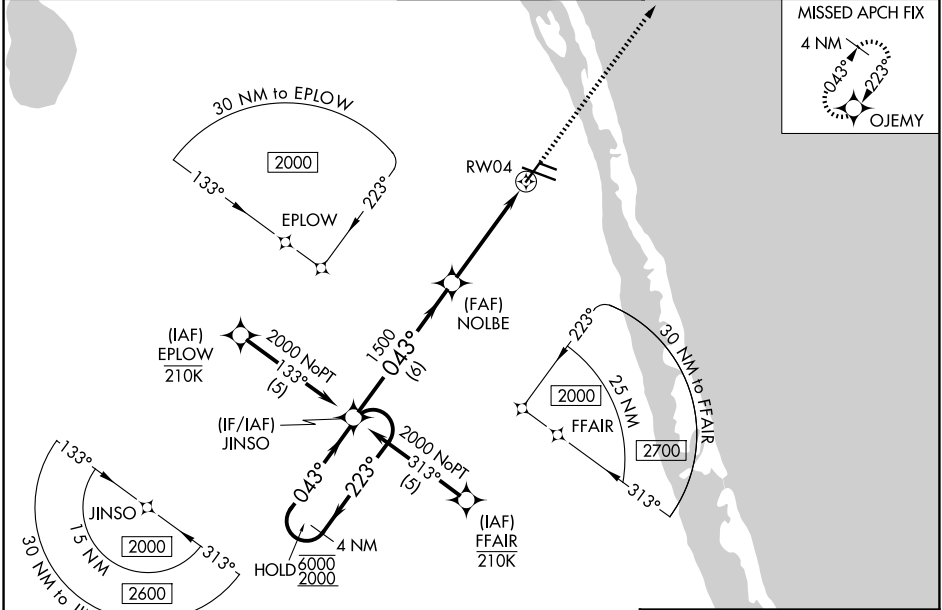 MISSED APCH FIX
4 NM
043°
223°
OJEMY
30 NM to EPLOW
2000
133°
223°
EPLOW
RW04
(FAF)
NOLBE
1500
043°
(6)
(IAF)
EPLOW
210K
2000 NoPT
133°
(5)
(IF/IAF)
JINSO
2000 NoPT
313°
(5)
(IAF)
FFAIR
210K
043°
223°
4 NM
HOLD
6000
2000
223°
30 NM to FFAIR
25 NM
2000
FFAIR
2700
313°
133°
JINSO
15 NM
2000
313°
30 NM to
2600